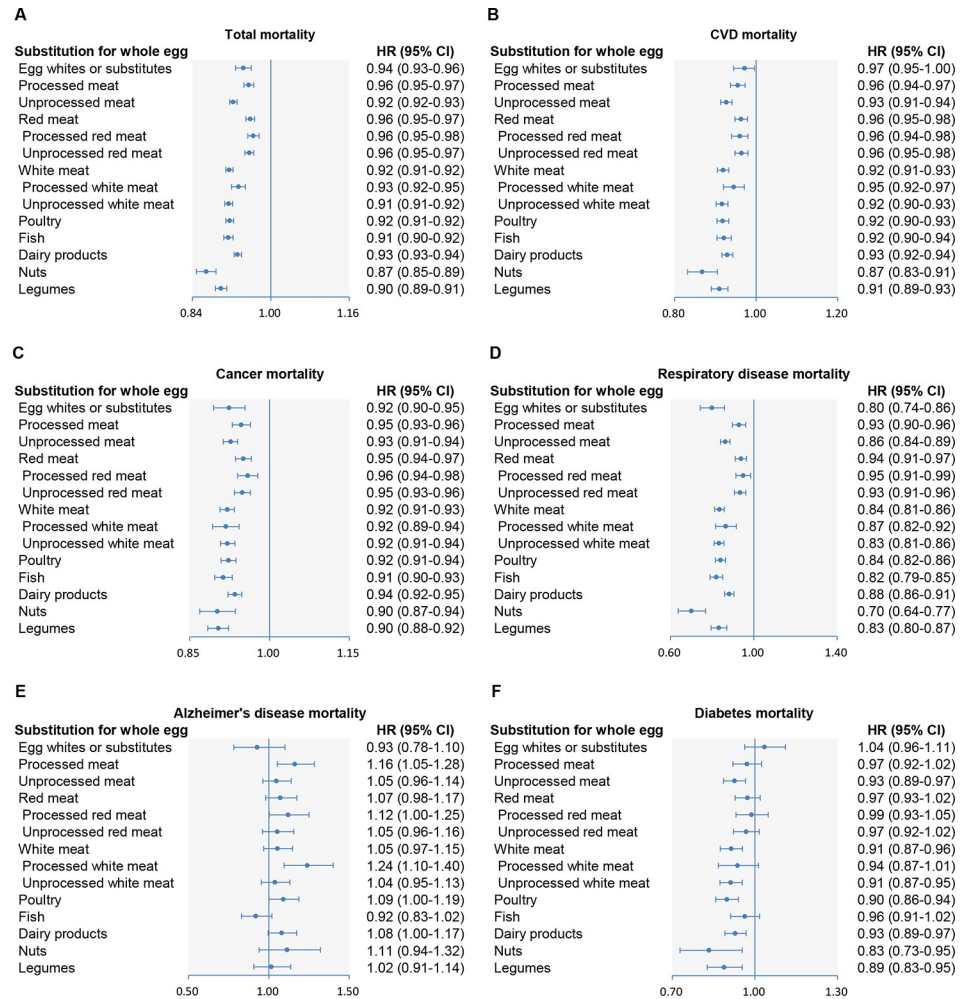 A
Total mortality
Substitution for whole egg HR (95% CI)
Egg whites or substitutes 0.94 (0.93-0.96)
Processed meat 0.96 (0.95-0.97)
Unprocessed meat 0.92 (0.92-0.93)
Red meat 0.96 (0.95-0.97)
Processed red meat 0.96 (0.95-0.98)
Unprocessed red meat 0.96 (0.95-0.97)
White meat 0.92 (0.91-0.92)
Processed white meat 0.93 (0.92-0.95)
Unprocessed white meat 0.91 (0.91-0.92)
Poultry 0.92 (0.91-0.92)
Fish 0.91 (0.90-0.92)
Dairy products 0.93 (0.93-0.94)
Nuts 0.87 (0.85-0.89)
Legumes 0.90 (0.89-0.91)
0.84 1.00 1.16
B
CVD mortality
Substitution for whole egg HR (95% CI)
Egg whites or substitutes 0.97 (0.95-1.00)
Processed meat 0.96 (0.94-0.97)
Unprocessed meat 0.93 (0.91-0.94)
Red meat 0.96 (0.95-0.98)
Processed red meat 0.96 (0.94-0.98)
Unprocessed red meat 0.96 (0.95-0.98)
White meat 0.92 (0.91-0.93)
Processed white meat 0.95 (0.92-0.97)
Unprocessed white meat 0.92 (0.90-0.93)
Poultry 0.92 (0.90-0.93)
Fish 0.92 (0.90-0.94)
Dairy products 0.93 (0.92-0.94)
Nuts 0.87 (0.83-0.91)
Legumes 0.91 (0.89-0.93)
0.80 1.00 1.20
C
Cancer mortality
Substitution for whole egg HR (95% CI)
Egg whites or substitutes 0.92 (0.90-0.95)
Processed meat 0.95 (0.93-0.96)
Unprocessed meat 0.93 (0.91-0.94)
Red meat 0.95 (0.94-0.97)
Processed red meat 0.96 (0.94-0.98)
Unprocessed red meat 0.95 (0.93-0.96)
White meat 0.92 (0.91-0.93)
Processed white meat 0.92 (0.89-0.94)
Unprocessed white meat 0.92 (0.91-0.94)
Poultry 0.92 (0.91-0.94)
Fish 0.91 (0.90-0.93)
Dairy products 0.94 (0.92-0.95)
Nuts 0.90 (0.87-0.94)
Legumes 0.90 (0.88-0.92)
0.85 1.00 1.15
D
Respiratory disease mortality
Substitution for whole egg HR (95% CI)
Egg whites or substitutes 0.80 (0.74-0.86)
Processed meat 0.93 (0.90-0.96)
Unprocessed meat 0.86 (0.84-0.89)
Red meat 0.94 (0.91-0.97)
Processed red meat 0.95 (0.91-0.99)
Unprocessed red meat 0.93 (0.91-0.96)
White meat 0.84 (0.81-0.86)
Processed white meat 0.87 (0.82-0.92)
Unprocessed white meat 0.83 (0.81-0.86)
Poultry 0.84 (0.82-0.86)
Fish 0.82 (0.79-0.85)
Dairy products 0.88 (0.86-0.91)
Nuts 0.70 (0.64-0.77)
Legumes 0.83 (0.80-0.87)
0.60 1.00 1.40
E
Alzheimer's disease mortality
Substitution for whole egg HR (95% CI)
Egg whites or substitutes 0.93 (0.78-1.10)
Processed meat 1.16 (1.05-1.28)
Unprocessed meat 1.05 (0.96-1.14)
Red meat 1.07 (0.98-1.17)
Processed red meat 1.12 (1.00-1.25)
Unprocessed red meat 1.05 (0.96-1.16)
White meat 1.05 (0.97-1.15)
Processed white meat 1.24 (1.10-1.40)
Unprocessed white meat 1.04 (0.95-1.13)
Poultry 1.09 (1.00-1.19)
Fish 0.92 (0.83-1.02)
Dairy products 1.08 (1.00-1.17)
Nuts 1.11 (0.94-1.32)
Legumes 1.02 (0.91-1.14)
0.50 1.00 1.50
F
Diabetes mortality
Substitution for whole egg HR (95% CI)
Egg whites or substitutes 1.04 (0.96-1.11)
Processed meat 0.97 (0.92-1.02)
Unprocessed meat 0.93 (0.89-0.97)
Red meat 0.97 (0.93-1.02)
Processed red meat 0.99 (0.93-1.05)
Unprocessed red meat 0.97 (0.92-1.02)
White meat 0.91 (0.87-0.96)
Processed white meat 0.94 (0.87-1.01)
Unprocessed white meat 0.91 (0.87-0.95)
Poultry 0.90 (0.86-0.94)
Fish 0.96 (0.91-1.02)
Dairy products 0.93 (0.89-0.97)
Nuts 0.83 (0.73-0.95)
Legumes 0.89 (0.83-0.95)
0.70 1.00 1.30